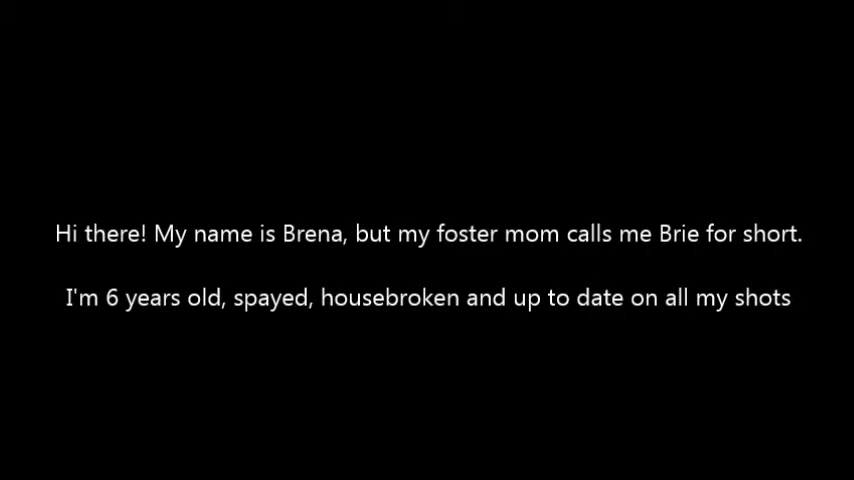 Hi there! My name is Brena, but my foster mom calls me Brie for short.
I'm 6 years old, spayed, housebroken and up to date on all my shots